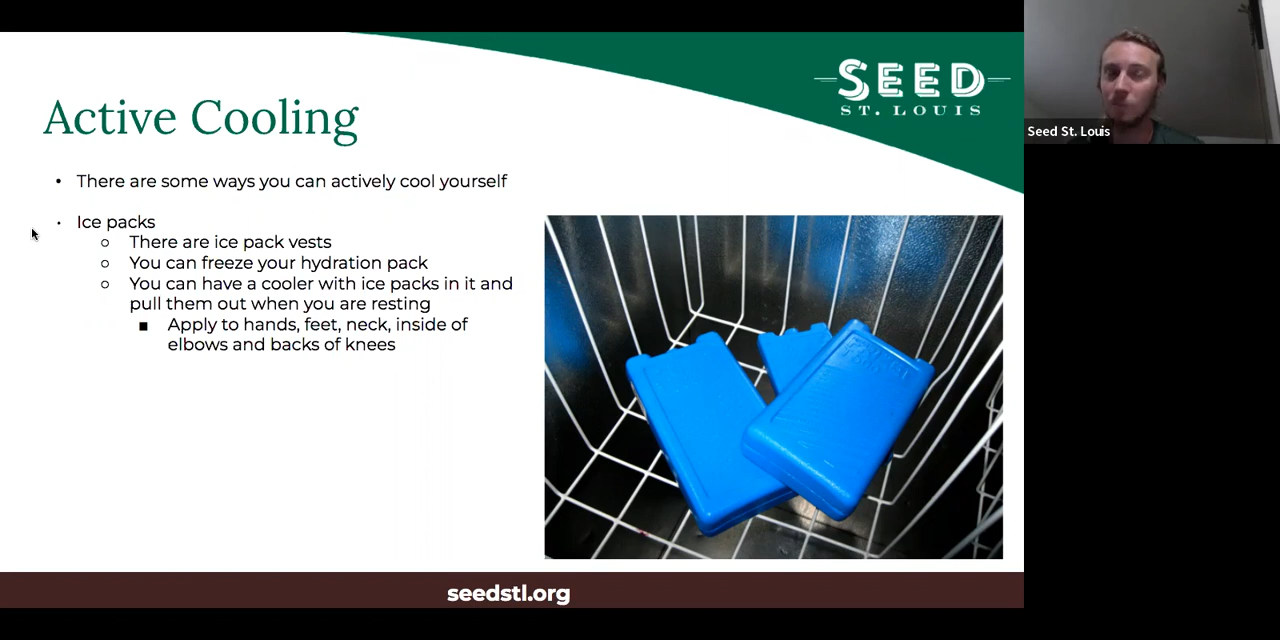 SEED
ST. LOUIS
Active Cooling
• There are some ways you can actively cool yourself
• Ice packs
○ There are ice pack vests
○ You can freeze your hydration pack
○ You can have a cooler with ice packs in it and
pull them out when you are resting
■ Apply to hands, feet, neck, inside of
elbows and backs of knees
seedstl.org
Seed St. Louis